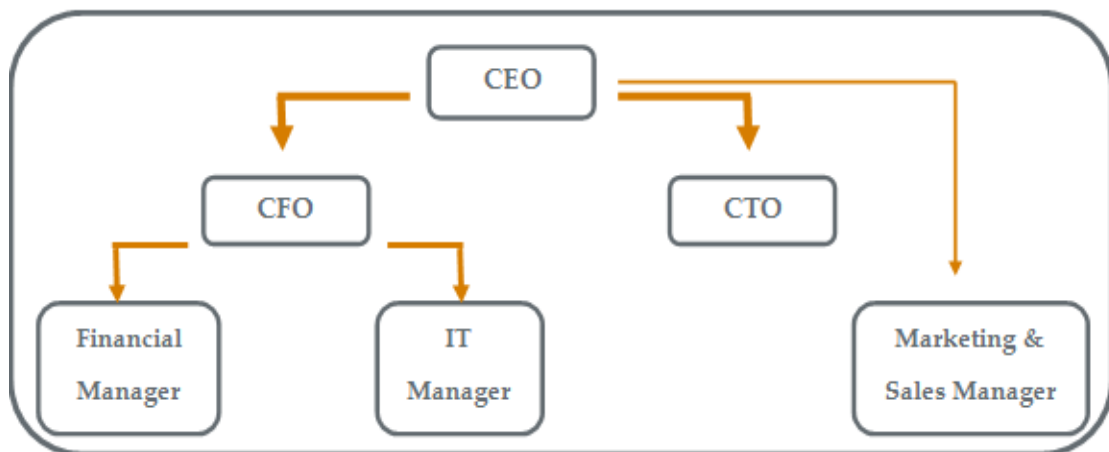 CEO
CFO
CTO
Financial
Manager
IT
Manager
Marketing &
Sales Manager